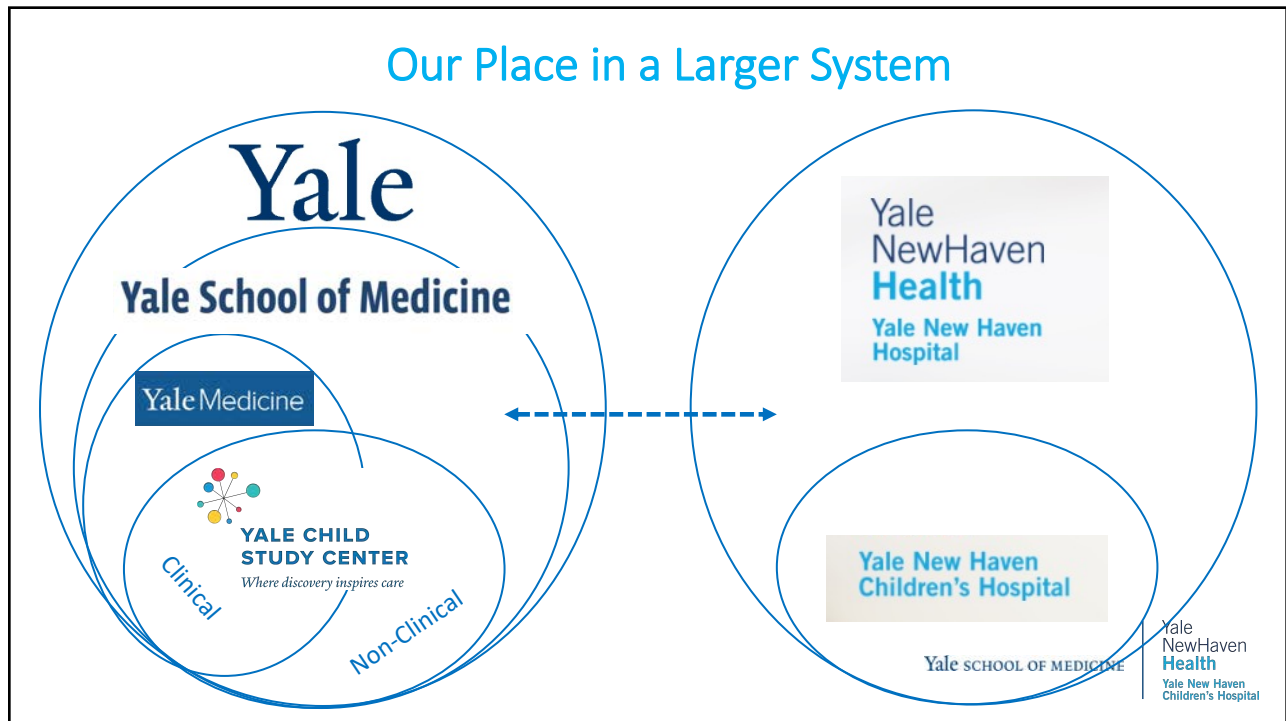 Our Place in a Larger System
Yale
Yale School of Medicine
Yale Medicine
YALE CHILD
STUDY CENTER
Where discovery inspires care
Clinical
Non-Clinical
Yale
NewHaven
Health
Yale New Haven
Hospital
Yale New Haven
Children's Hospital
Yale SCHOOL OF MEDICINE
Yale
NewHaven
Health
Yale New Haven
Children's Hospital